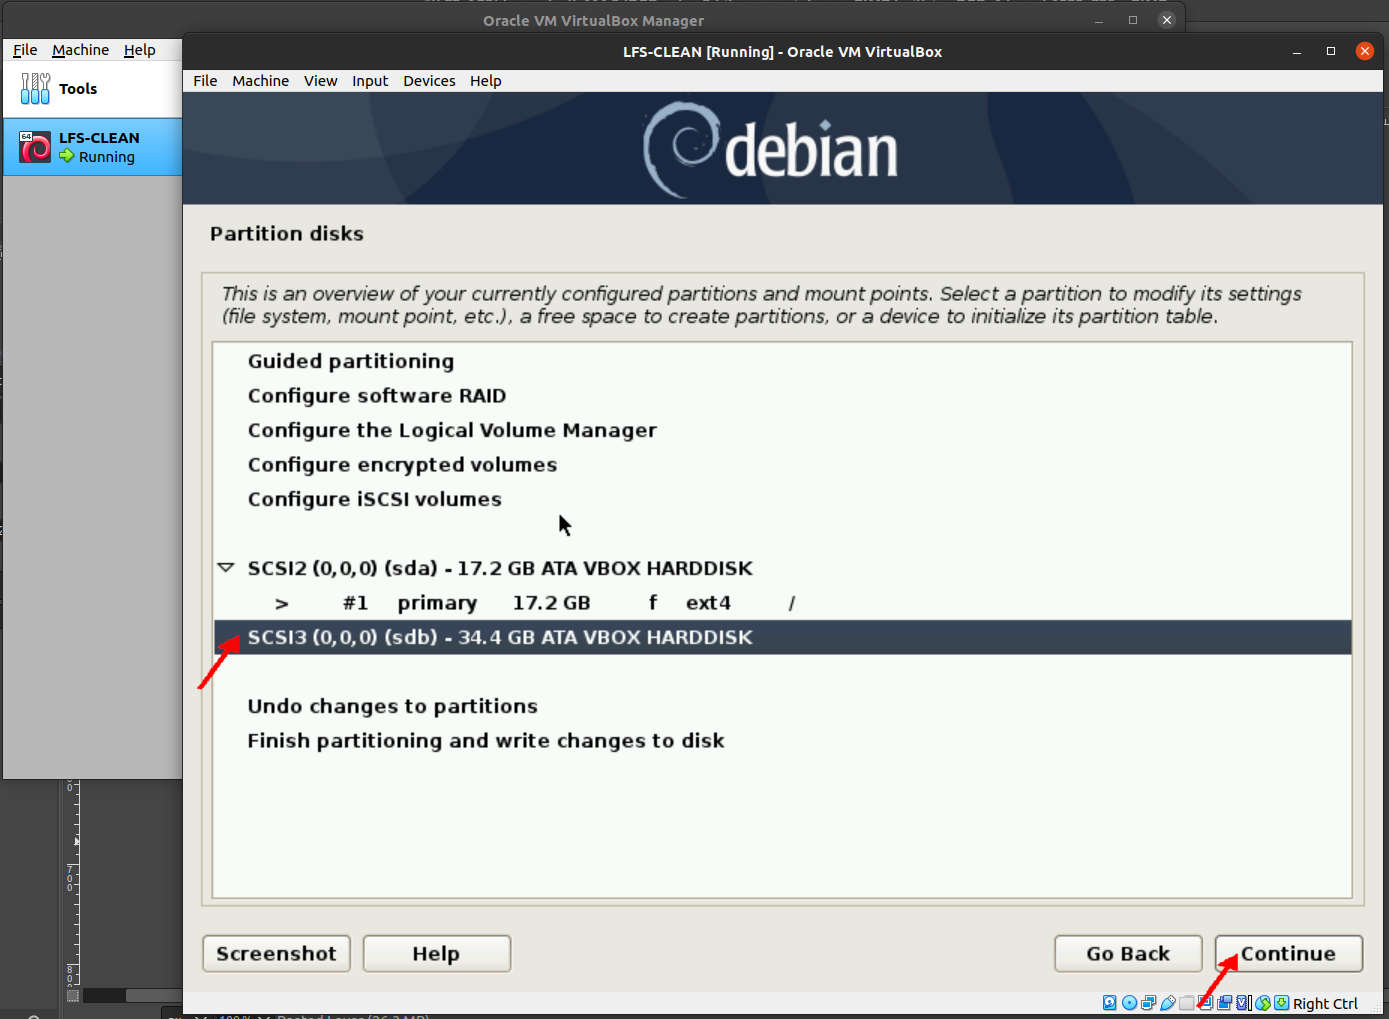 Oracle VM VirtualBox Manager
File Machine Help
LFS-CLEAN [Running] - Oracle VM VirtualBox
File Machine View Input Devices Help
Tools
64
LFS-CLEAN
Running
debian
Partition disks
This is an overview of your currently configured partitions and mount points. Select a partition to modify its settings
(file system, mount point, etc.), a free space to create partitions, or a device to initialize its partition table.
Guided partitioning
Configure software RAID
Configure the Logical Volume Manager
Configure encrypted volumes
Configure iSCSI volumes
SCSI2 (0,0,0) (sda) - 17.2 GB ATA VBOX HARDDISK
> #1 primary 17.2 GB f ext4 /
SCSI3 (0,0,0) (sdb) - 34.4 GB ATA VBOX HARDDISK
Undo changes to partitions
Finish partitioning and write changes to disk
700
Screenshot Help Go Back Continue
Right Ctrl